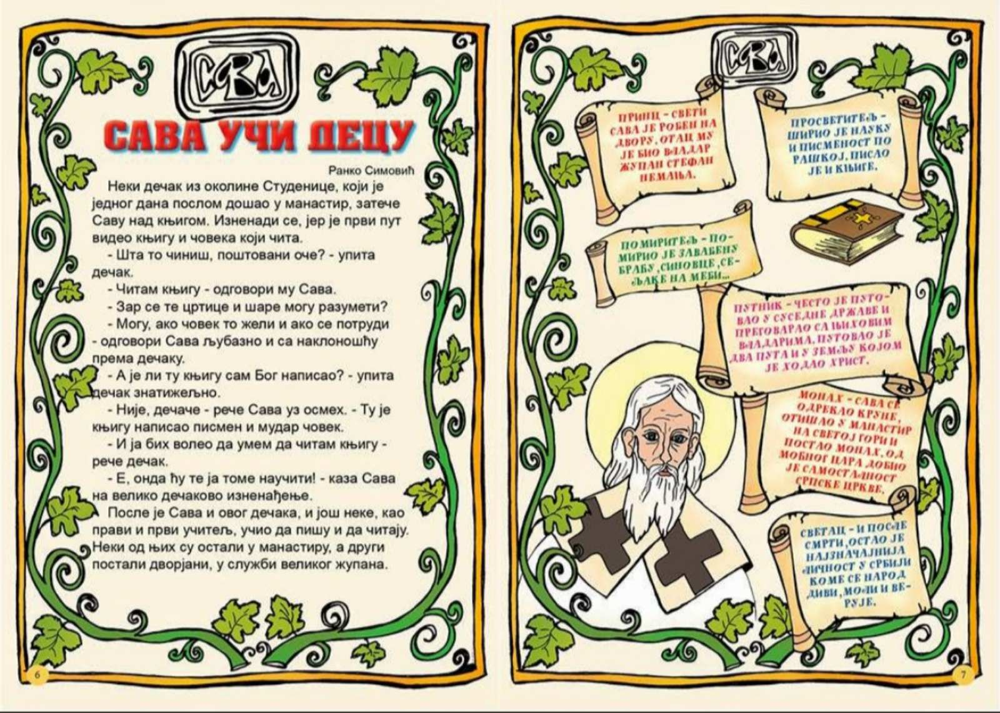 САВА
САВА УЧИ ДЕЦУ
Ранко Симовић
Неки дечак из околине Студенице, који је
једног дана послом дошао у манастир, затече
Саву над књигом. Изненади се, јер је први пут
видео књигу и човека који чита.
- Шта то чиниш, поштовани оче? - упита
дечак.
- Читам књигу - одговори му Сава.
- Зар се те цртице и шаре могу разумети?
- Могу, ако човек то жели и ако се потруди
- одговори Сава љубазно и са наклоношћу
према дечаку.
- А је ли ту књигу сам Бог написао? - упита
дечак знатижељно.
- Није, дечаче - рече Сава уз осмех. - Ту је
књигу написао писмен и мудар човек.
- И ја бих волео да умем да читам књигу -
рече дечак.
- Е, онда ћу те ја томе научити! - каза Сава
на велико дечаково изненађење.
После је Сава и овог дечака, и још неке, као
прави и први учитељ, учио да пишу и да читају.
Неки од њих су остали у манастиру, а други
постали дворјани, у служби великог жупана.
6
САВА
ПРИНЦ - СВЕТИ
САВА ЈЕ РОЂЕН НА
ДВОРУ. ОТАЦ МУ
ЈЕ БИО ВЛАДАР
ЖУПАН СТЕФАН
НЕМАЊА.
ПРОСВЕТИТЕЉ -
ШИРИО ЈЕ НАУКУ
И ПИСМЕНОСТ ПО
РАШКОЈ. ПИСАО
ЈЕ И КЊИГЕ.
ПОМИРИТЕЉ - ПО-
МИРИО ЈЕ ЗАВАЂЕНУ
БРАЋУ, СИНОВЦЕ, СЕ-
ЉАКЕ НА МЕЂИ...
ПУТНИК - ЧЕСТО ЈЕ ПУТО-
ВАО У СУСЕДНЕ ДРЖАВЕ И
ПРЕГОВАРАО СА ЊИХОВИМ
ВЛАДАРИМА. ПУТОВАО ЈЕ
ДВА ПУТА И У ЗЕМЉУ КОЈОМ
ЈЕ ХОДАО ХРИСТ.
МОНАХ - САВА СЕ
ОДРЕКАО КРУНЕ,
ОТИШАО У МАНАСТИР
НА СВЕТОЈ ГОРИ И
ПОСТАО МОНАХ. ОД
МОЋНОГ ЦАРА ДОБИО
ЈЕ САМОСТАЛНОСТ
СРПСКЕ ЦРКВЕ.
СВЕТАЦ - И ПОСЛЕ
СМРТИ, ОСТАО ЈЕ
НАЈЗНАЧАЈНИЈА
ЛИЧНОСТ У СРБИЈИ
КОМЕ СЕ НАРОД
ДИВИ, МОЛИ И ВЕ-
РУЈЕ.
7